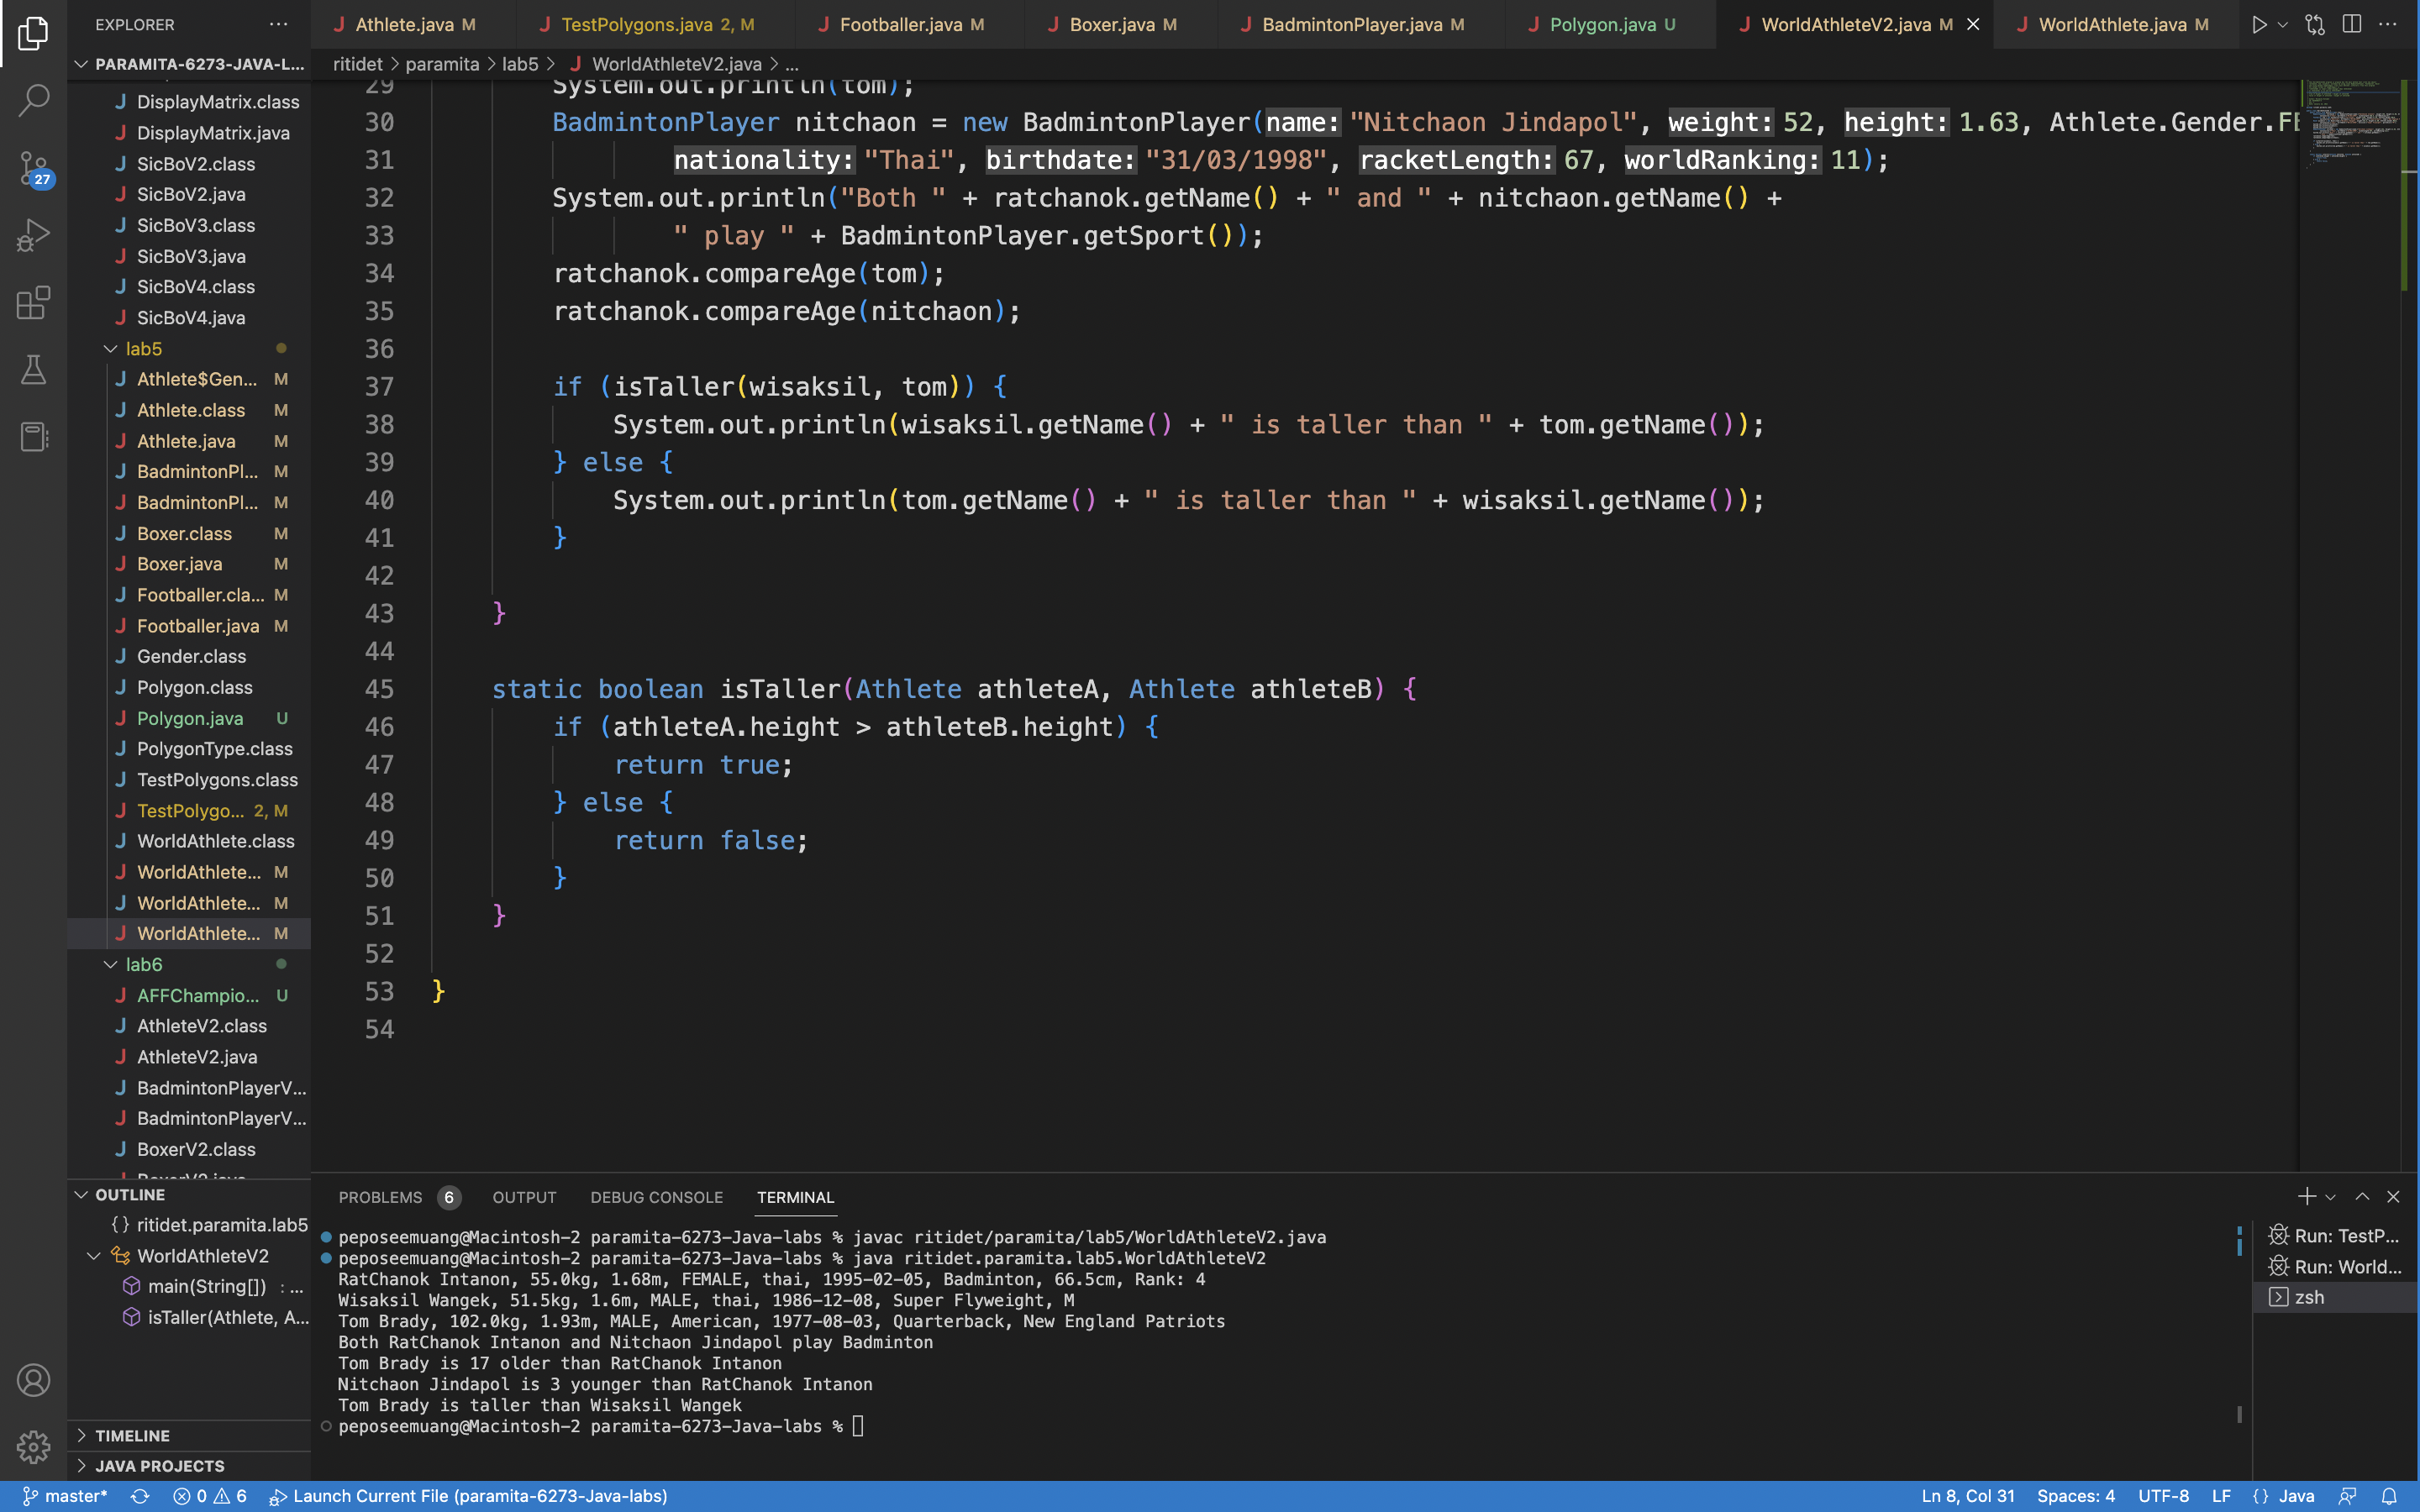 EXPLORER
Athlete.java M
TestPolygons.java 2, M
Footballer.java M
Boxer.java M
BadmintonPlayer.java M
Polygon.java U
WorldAthleteV2.java M
WorldAthlete.java M
PARAMITA-6273-JAVA-L...
ritidet > paramita > lab5 > WorldAthleteV2.java > ...
DisplayMatrix.class
DisplayMatrix.java
SicBoV2.class
SicBoV2.java
SicBoV3.class
SicBoV3.java
SicBoV4.class
SicBoV4.java
lab5
Athlete$Gen... M
Athlete.class M
Athlete.java M
BadmintonPl... M
BadmintonPl... M
Boxer.class M
Boxer.java M
Footballer.cla... M
Footballer.java M
Gender.class
Polygon.class
Polygon.java U
PolygonType.class
TestPolygons.class
TestPolygo... 2, M
WorldAthlete.class
WorldAthlete... M
WorldAthlete... M
WorldAthlete... M
lab6
AFFChampio... U
AthleteV2.class
AthleteV2.java
BadmintonPlayerV...
BadmintonPlayerV...
BoxerV2.class
BoxerV2.java
27
OUTLINE
{} ritidet.paramita.lab5
WorldAthleteV2
main(String[]) : ...
isTaller(Athlete, A...
TIMELINE
JAVA PROJECTS
29 System.out.println(tom);
30 BadmintonPlayer nitchaon = new BadmintonPlayer(name: "Nitchaon Jindapol", weight: 52, height: 1.63, Athlete.Gender.FE
31 nationality: "Thai", birthdate: "31/03/1998", racketLength: 67, worldRanking: 11);
32 System.out.println("Both " + ratchanok.getName() + " and " + nitchaon.getName() +
33 " play " + BadmintonPlayer.getSport());
34 ratchanok.compareAge(tom);
35 ratchanok.compareAge(nitchaon);
36
37 if (isTaller(wisaksil, tom)) {
38 System.out.println(wisaksil.getName() + " is taller than " + tom.getName());
39 } else {
40 System.out.println(tom.getName() + " is taller than " + wisaksil.getName());
41 }
42
43 }
44
45 static boolean isTaller(Athlete athleteA, Athlete athleteB) {
46 if (athleteA.height > athleteB.height) {
47 return true;
48 } else {
49 return false;
50 }
51 }
52
53 }
54
PROBLEMS 6 OUTPUT DEBUG CONSOLE TERMINAL
peposeemuang@Macintosh-2 paramita-6273-Java-labs % javac ritidet/paramita/lab5/WorldAthleteV2.java
peposeemuang@Macintosh-2 paramita-6273-Java-labs % java ritidet.paramita.lab5.WorldAthleteV2
RatChanok Intanon, 55.0kg, 1.68m, FEMALE, thai, 1995-02-05, Badminton, 66.5cm, Rank: 4
Wisaksil Wangek, 51.5kg, 1.6m, MALE, thai, 1986-12-08, Super Flyweight, M
Tom Brady, 102.0kg, 1.93m, MALE, American, 1977-08-03, Quarterback, New England Patriots
Both RatChanok Intanon and Nitchaon Jindapol play Badminton
Tom Brady is 17 older than RatChanok Intanon
Nitchaon Jindapol is 3 younger than RatChanok Intanon
Tom Brady is taller than Wisaksil Wangek
peposeemuang@Macintosh-2 paramita-6273-Java-labs %
Run: TestP...
Run: World...
zsh
master* 0 6 Launch Current File (paramita-6273-Java-labs)
Ln 8, Col 31 Spaces: 4 UTF-8 LF {} Java